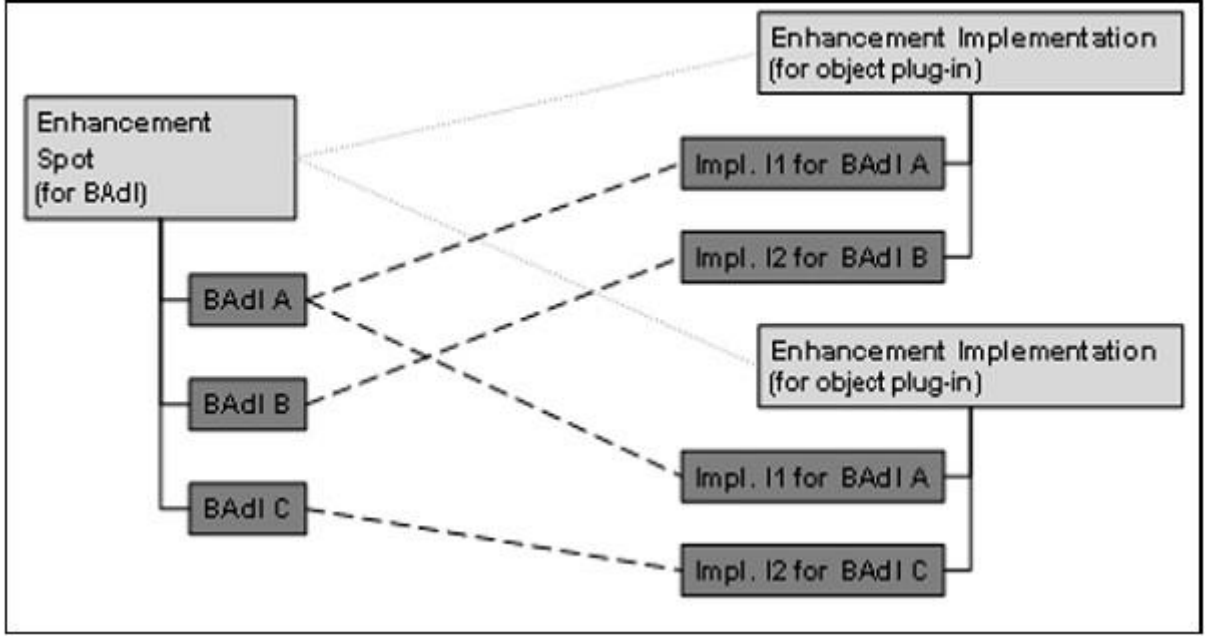 Enhancement Implementation
(for object plug-in)
Enhancement
Spot
(for BAdI)
Impl. I1 for BAdI A
Impl. I2 for BAdI B
BAdI A
Enhancement Implementation
(for object plug-in)
BAdI B
Impl. I1 for BAdI A
BAdI C
Impl. I2 for BAdI C